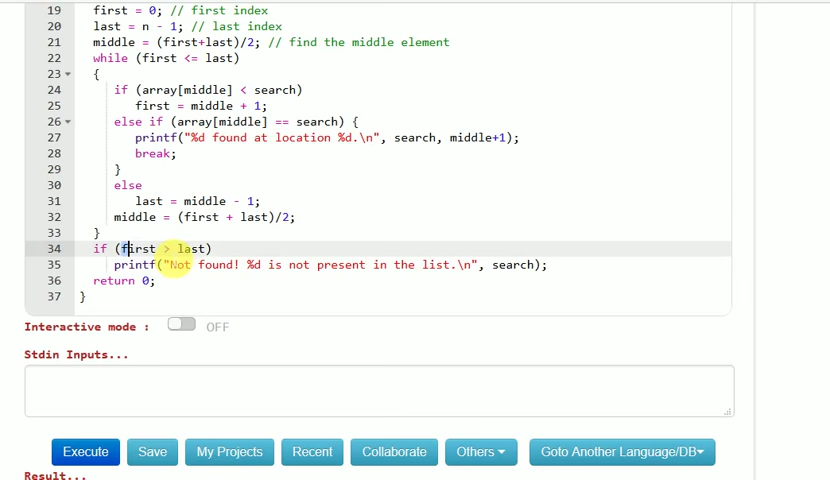 19 first = 0; // first index
20 last = n - 1; // last index
21 middle = (first+last)/2; // find the middle element
22 while (first <= last)
23 {
24 if (array[middle] < search)
25 first = middle + 1;
26 else if (array[middle] == search) {
27 printf("%d found at location %d.\n", search, middle+1);
28 break;
29 }
30 else
31 last = middle - 1;
32 middle = (first + last)/2;
33 }
34 if (first > last)
35 printf("Not found! %d is not present in the list.\n", search);
36 return 0;
37 }
Interactive mode : OFF
Stdin Inputs...
Execute Save My Projects Recent Collaborate Others Goto Another Language/DB
Result...